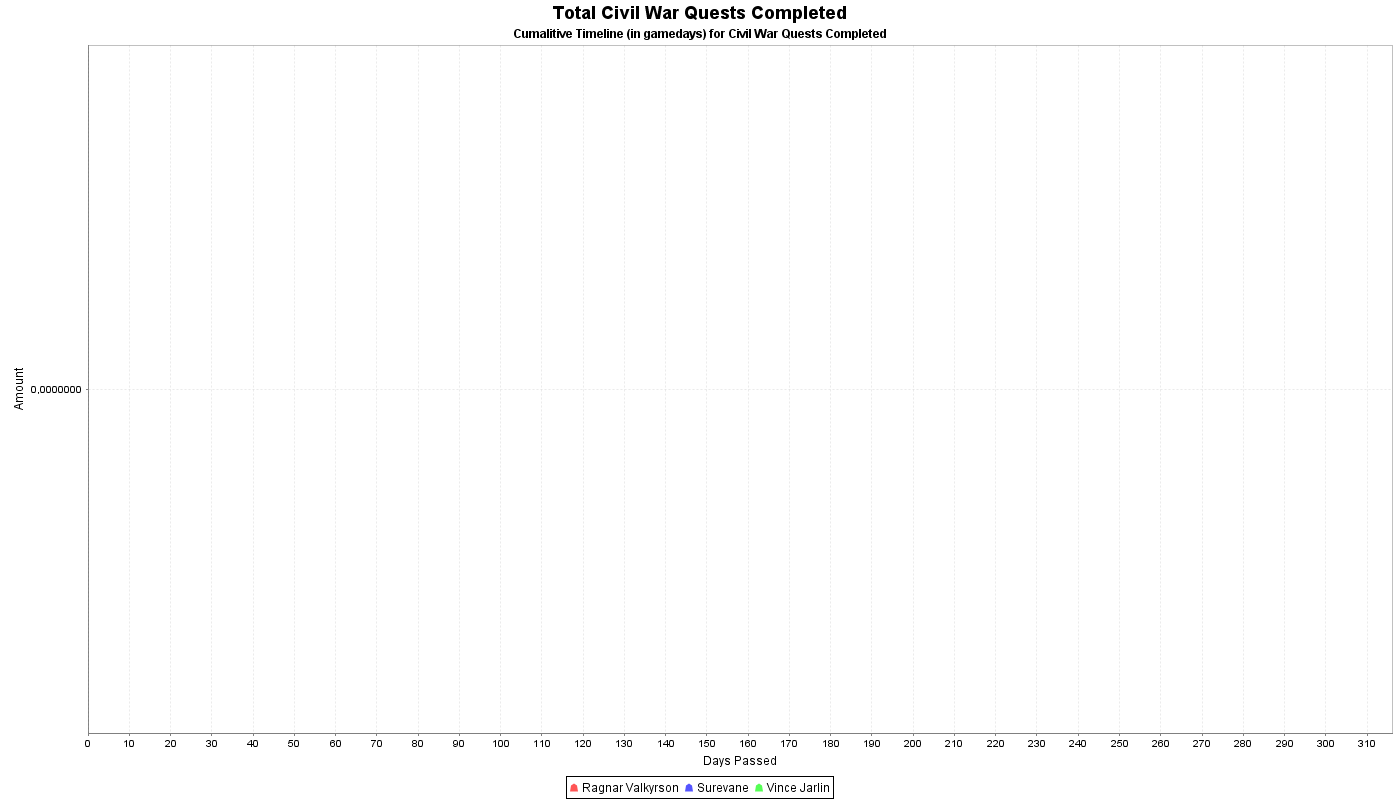 Total Civil War Quests Completed
Cumalitive Timeline (in gamedays) for Civil War Quests Completed
Amount
0,0000000
0 10 20 30 40 50 60 70 80 90 100 110 120 130 140 150 160 170 180 190 200 210 220 230 240 250 260 270 280 290 300 310
Days Passed
Ragnar Valkyrson Surevane Vince Jarlin